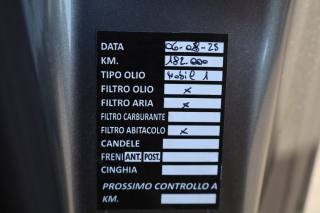 DATA 06-08-25
KM. 182.000
TIPO OLIO Mobil 1
FILTRO OLIO x
FILTRO ARIA x
FILTRO CARBURANTE
FILTRO ABITACOLO x
CANDELE
FRENI ANT. POST.
CINGHIA
PROSSIMO CONTROLLO A
KM.